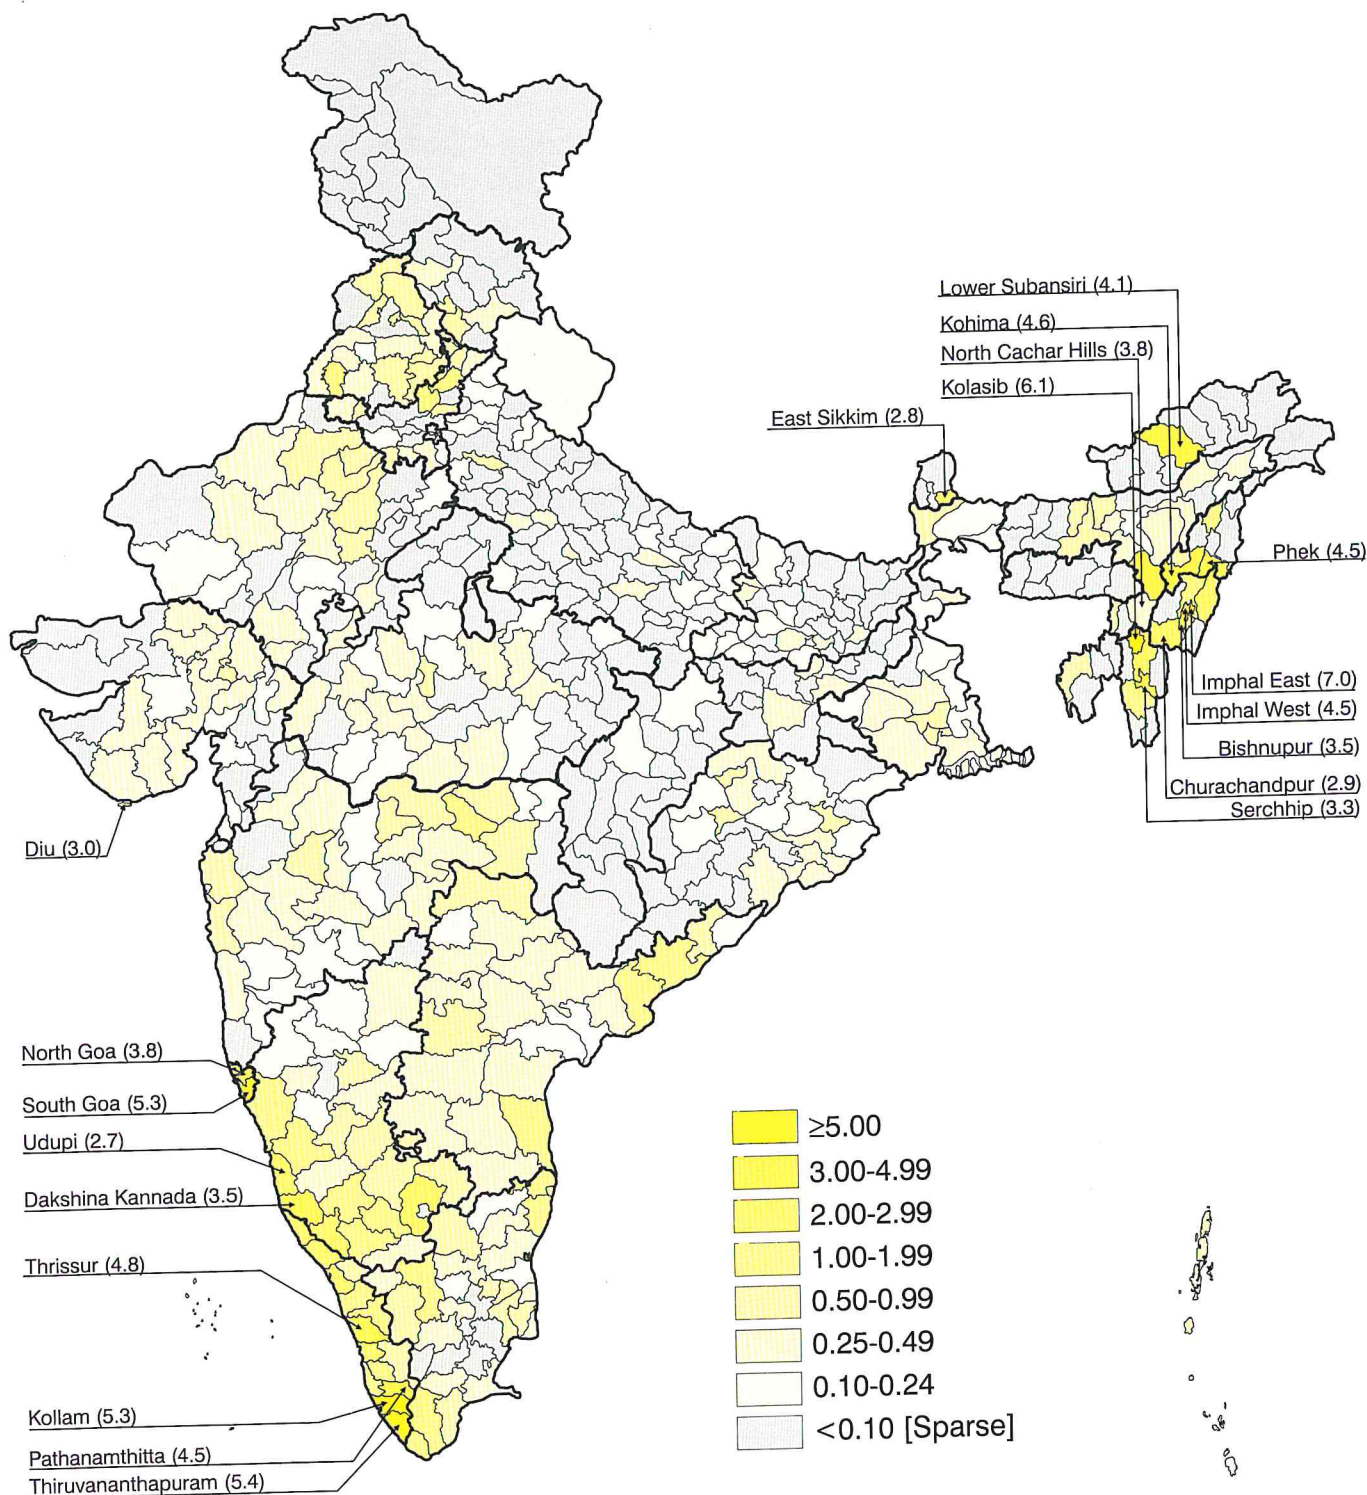 Lower Subansiri (4.1)
Kohima (4.6)
North Cachar Hills (3.8)
Kolasib (6.1)
East Sikkim (2.8)
Phek (4.5)
Imphal East (7.0)
Imphal West (4.5)
Bishnupur (3.5)
Churachandpur (2.9)
Serchhip (3.3)
Diu (3.0)
North Goa (3.8)
South Goa (5.3)
Udupi (2.7)
Dakshina Kannada (3.5)
Thrissur (4.8)
Kollam (5.3)
Pathanamthitta (4.5)
Thiruvananthapuram (5.4)
≥5.00
3.00-4.99
2.00-2.99
1.00-1.99
0.50-0.99
0.25-0.49
0.10-0.24
<0.10 [Sparse]